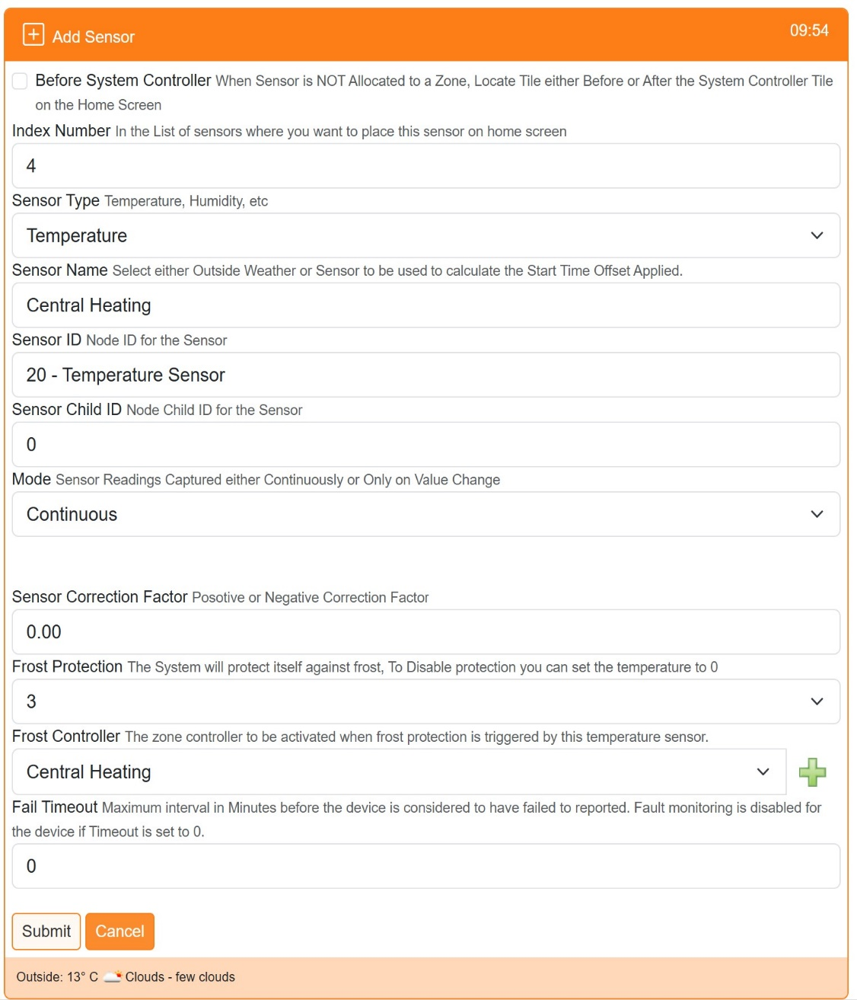 Add Sensor
09:54
Before System Controller When Sensor is NOT Allocated to a Zone, Locate Tile either Before or After the System Controller Tile
on the Home Screen
Index Number In the List of sensors where you want to place this sensor on home screen
4
Sensor Type Temperature, Humidity, etc
Temperature
Sensor Name Select either Outside Weather or Sensor to be used to calculate the Start Time Offset Applied.
Central Heating
Sensor ID Node ID for the Sensor
20 - Temperature Sensor
Sensor Child ID Node Child ID for the Sensor
0
Mode Sensor Readings Captured either Continuously or Only on Value Change
Continuous
Sensor Correction Factor Posotive or Negative Correction Factor
0.00
Frost Protection The System will protect itself against frost, To Disable protection you can set the temperature to 0
3
Frost Controller The zone controller to be activated when frost protection is triggered by this temperature sensor.
Central Heating
Fail Timeout Maximum interval in Minutes before the device is considered to have failed to reported. Fault monitoring is disabled for
the device if Timeout is set to 0.
0
Submit Cancel
Outside: 13° C Clouds - few clouds